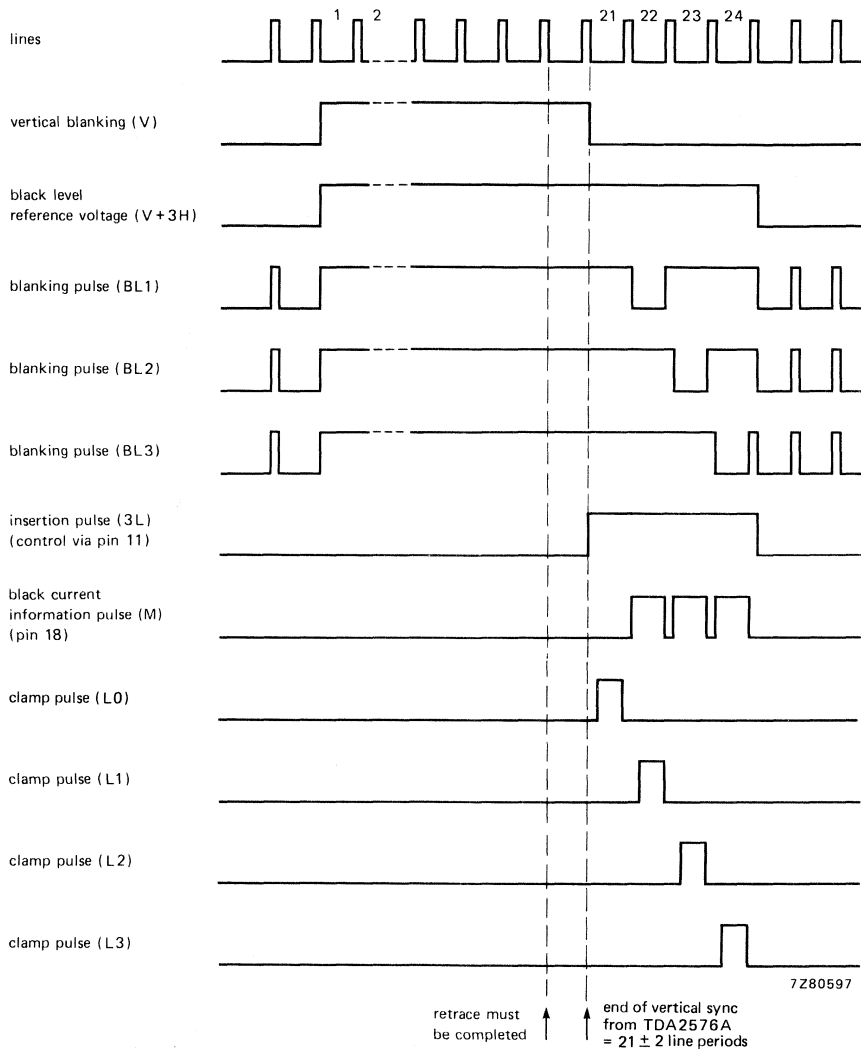 1 2 21 22 23 24
lines
vertical blanking (V)
black level
reference voltage (V+3H)
blanking pulse (BL1)
blanking pulse (BL2)
blanking pulse (BL3)
insertion pulse (3L)
(control via pin 11)
black current
information pulse (M)
(pin 18)
clamp pulse (L0)
clamp pulse (L1)
clamp pulse (L2)
clamp pulse (L3)
7Z80597
retrace must
be completed
end of vertical sync
from TDA2576A
= 21 ± 2 line periods